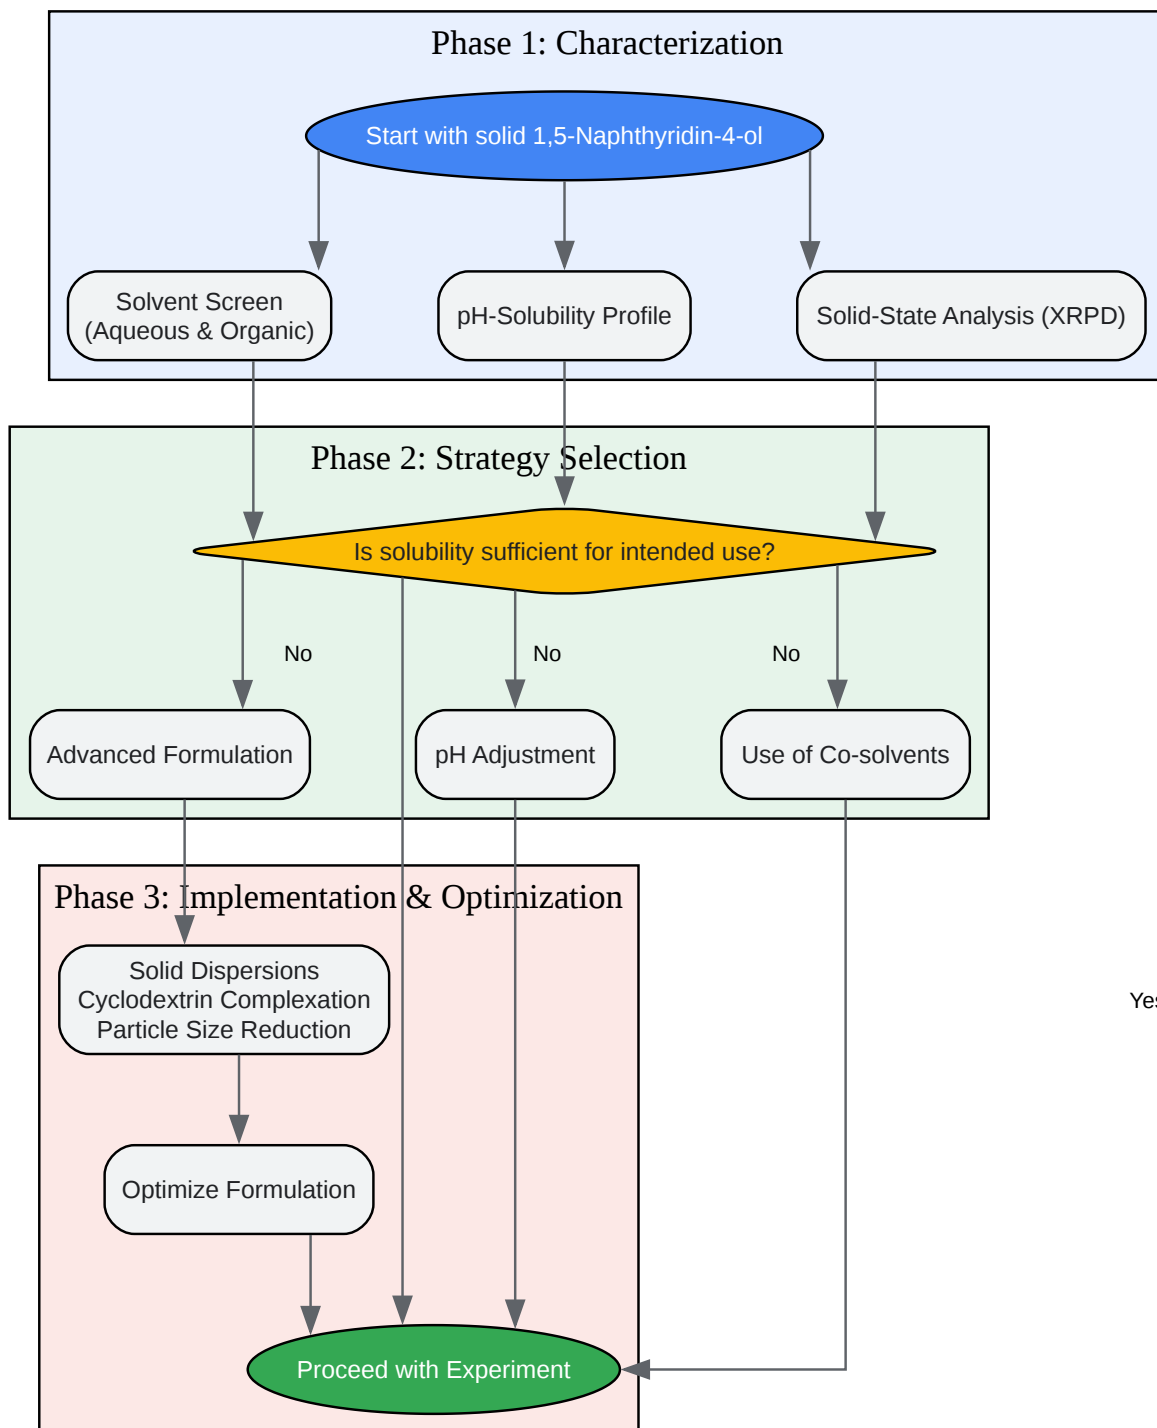 Phase 1: Characterization
Start with solid 1,5-Naphthyridin-4-ol
Solvent Screen
(Aqueous & Organic)
pH-Solubility Profile
Solid-State Analysis (XRPD)
Phase 2: Strategy Selection
Is solubility sufficient for intended use?
No
No
No
Advanced Formulation
pH Adjustment
Use of Co-solvents
Phase 3: Implementation & Optimization
Solid Dispersions
Cyclodextrin Complexation
Particle Size Reduction
Yes
Optimize Formulation
Proceed with Experiment